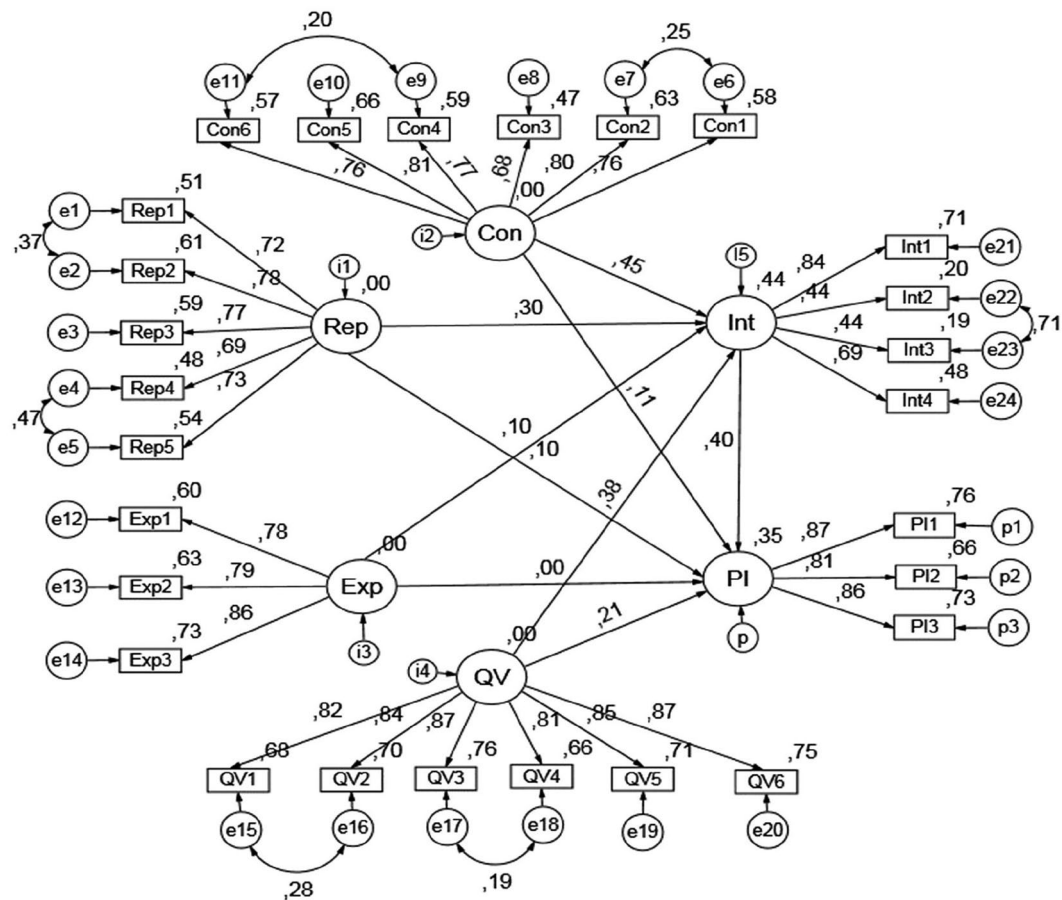 ,20
,25
e11
e10
e9
e8
e7
e6
,57
,66
,59
,47
,63
,58
Con6
Con5
Con4
Con3
Con2
Con1
,76
,81
,77
,68
,80
,76
,00
i2
Con
,51
e1
Rep1
,37
,61
e2
Rep2
,59
e3
Rep3
,48
e4
Rep4
,47
,54
e5
Rep5
,72
,78
,77
,69
,73
i1
,00
Rep
,45
,30
,11
,10
,10
I5
,44
Int
,84
,44
,44
,69
,71
Int1
e21
,20
Int2
e22
,19
Int3
e23
,71
,48
Int4
e24
,40
,38
,60
e12
Exp1
,63
e13
Exp2
,73
e14
Exp3
,78
,79
,86
,00
Exp
i3
,00
,21
,35
PI
p
,87
,81
,86
,76
PI1
p1
,66
PI2
p2
,73
PI3
p3
,00
i4
QV
,82
,84
,87
,81
,85
,87
,68
,70
,76
,66
,71
,75
QV1
QV2
QV3
QV4
QV5
QV6
e15
e16
e17
e18
e19
e20
,28
,19